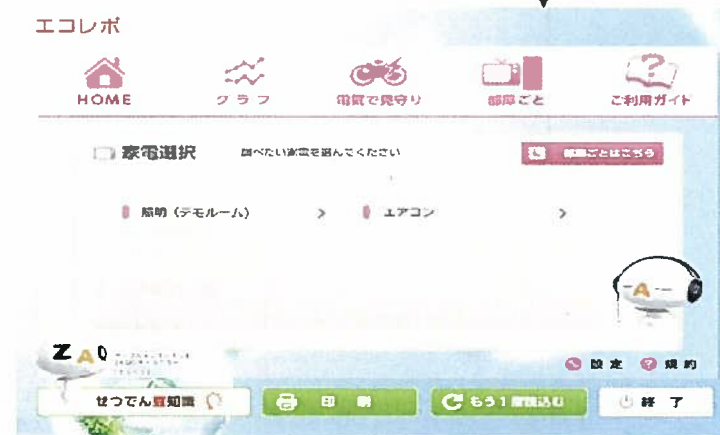 エコレポ
HOME
グラフ
電気で見守り
部屋ごと
ご利用ガイド
家電選択
調べたい家電を選んでください
部屋ごとはこちら
照明（デモルーム）
エアコン
A
ZAQ
設定
規約
せつでん豆知識
印刷
もう1度読込む
終了